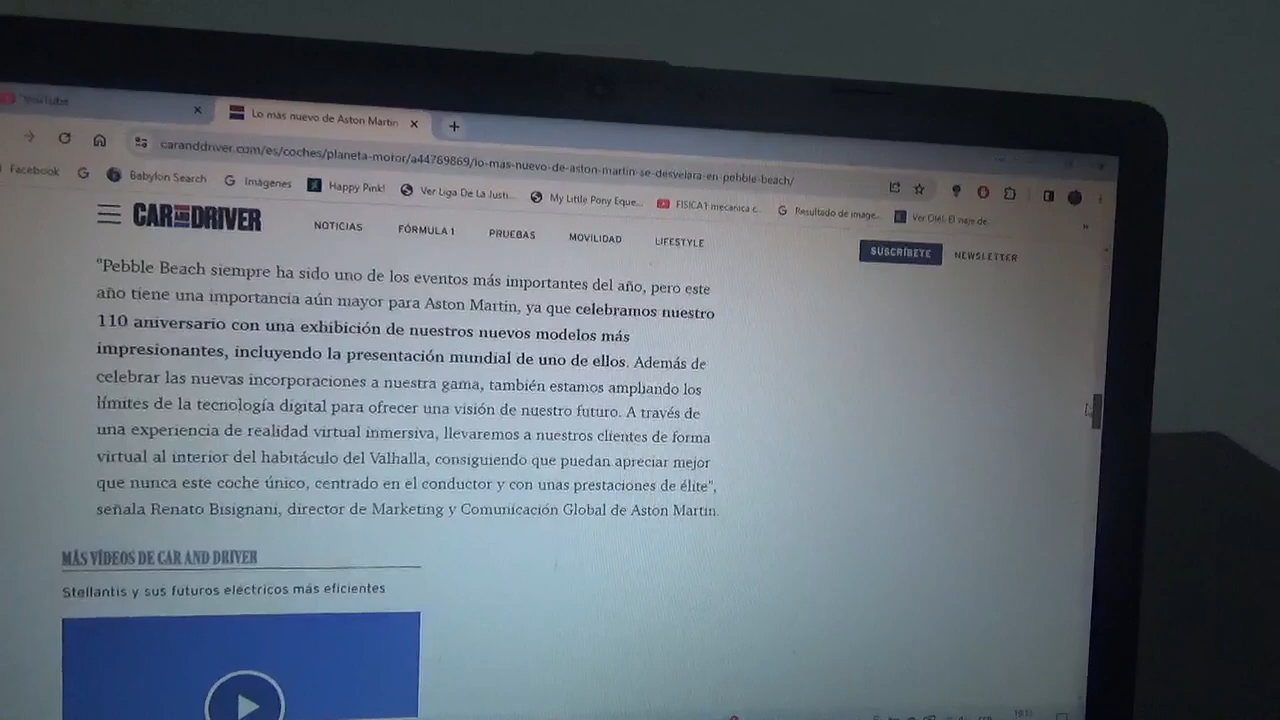 YouTube
Lo más nuevo de Aston Martin
caranddriver.com/es/coches/planeta-motor/a44769869/lo-mas-nuevo-de-aston-martin-se-desvelara-en-pebble-beach/
Facebook
Babylon Search
Imágenes
Happy Pink!
Ver Liga De La Justi...
My Little Pony Eque...
FISICA1 mecanica c...
Resultado de image...
Ver Olé!. El viaje de...
CAR AND DRIVER
NOTICIAS
FÓRMULA 1
PRUEBAS
MOVILIDAD
LIFESTYLE
SUSCRÍBETE
NEWSLETTER
"Pebble Beach siempre ha sido uno de los eventos más importantes del año, pero este
año tiene una importancia aún mayor para Aston Martin, ya que celebramos nuestro
110 aniversario con una exhibición de nuestros nuevos modelos más
impresionantes, incluyendo la presentación mundial de uno de ellos. Además de
celebrar las nuevas incorporaciones a nuestra gama, también estamos ampliando los
límites de la tecnología digital para ofrecer una visión de nuestro futuro. A través de
una experiencia de realidad virtual inmersiva, llevaremos a nuestros clientes de forma
virtual al interior del habitáculo del Valhalla, consiguiendo que puedan apreciar mejor
que nunca este coche único, centrado en el conductor y con unas prestaciones de élite",
señala Renato Bisignani, director de Marketing y Comunicación Global de Aston Martin.
MÁS VÍDEOS DE CAR AND DRIVER
Stellantis y sus futuros eléctricos más eficientes